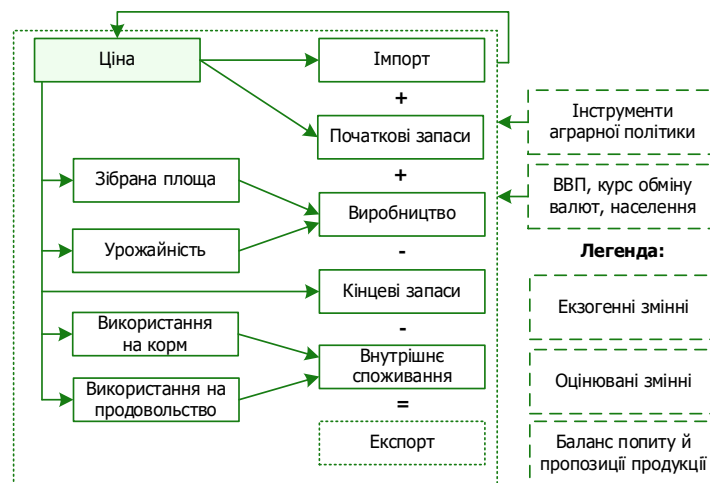 Ціна
Імпорт
+
Початкові запаси
+
Зібрана площа
Виробництво
Урожайність
-
Кінцеві запаси
-
Використання
на корм
Внутрішнє
споживання
Використання на
продовольство
=
Експорт
Інструменти
аграрної політики
ВВП, курс обміну
валют, населення
Легенда:
Екзогенні змінні
Оцінювані змінні
Баланс попиту й
пропозиції продукції